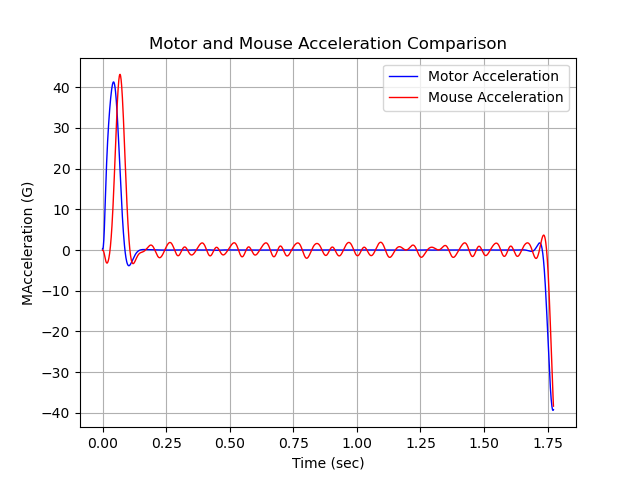 Motor and Mouse Acceleration Comparison
Motor Acceleration
Mouse Acceleration
MAcceleration (G)
40
30
20
10
0
−10
−20
−30
−40
0.00 0.25 0.50 0.75 1.00 1.25 1.50 1.75
Time (sec)